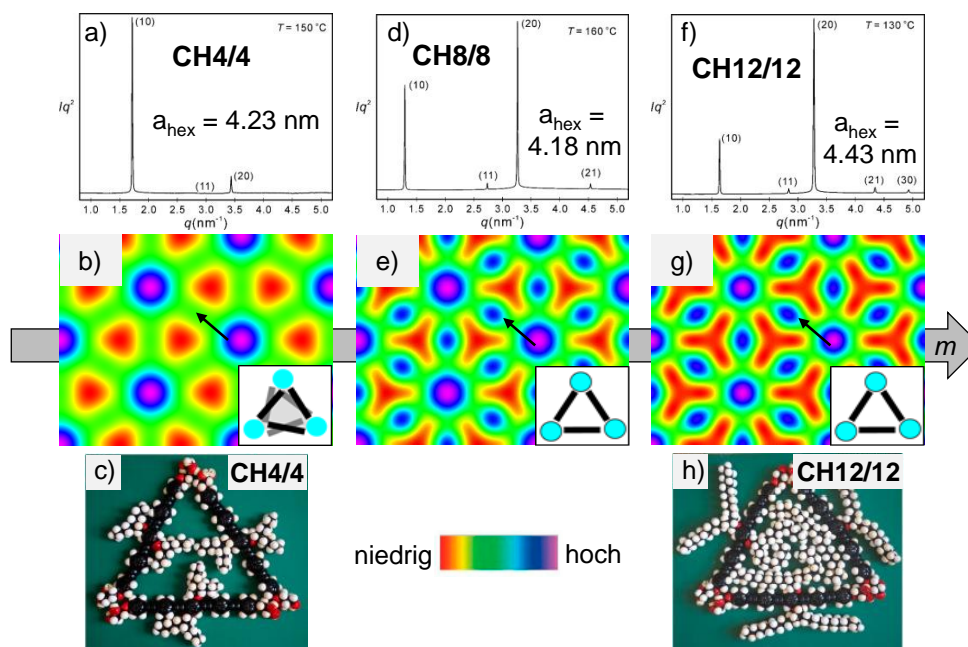 a)
(10)
T = 150 °C
CH4/4
Iq²
a_hex = 4.23 nm
(11)
(20)
1.0 1.5 2.0 2.5 3.0 3.5 4.0 4.5 5.0
q(nm⁻¹)
d)
(20)
T = 160 °C
CH8/8
(10)
Iq²
a_hex =
4.18 nm
(11)
(21)
1.0 1.5 2.0 2.5 3.0 3.5 4.0 4.5 5.0
q(nm⁻¹)
f)
(20)
T = 130 °C
CH12/12
Iq²
a_hex =
4.43 nm
(10)
(11)
(21)
(30)
1.0 1.5 2.0 2.5 3.0 3.5 4.0 4.5 5.0
q(nm⁻¹)
b)
e)
g)
m
c)
CH4/4
niedrig
hoch
h)
CH12/12